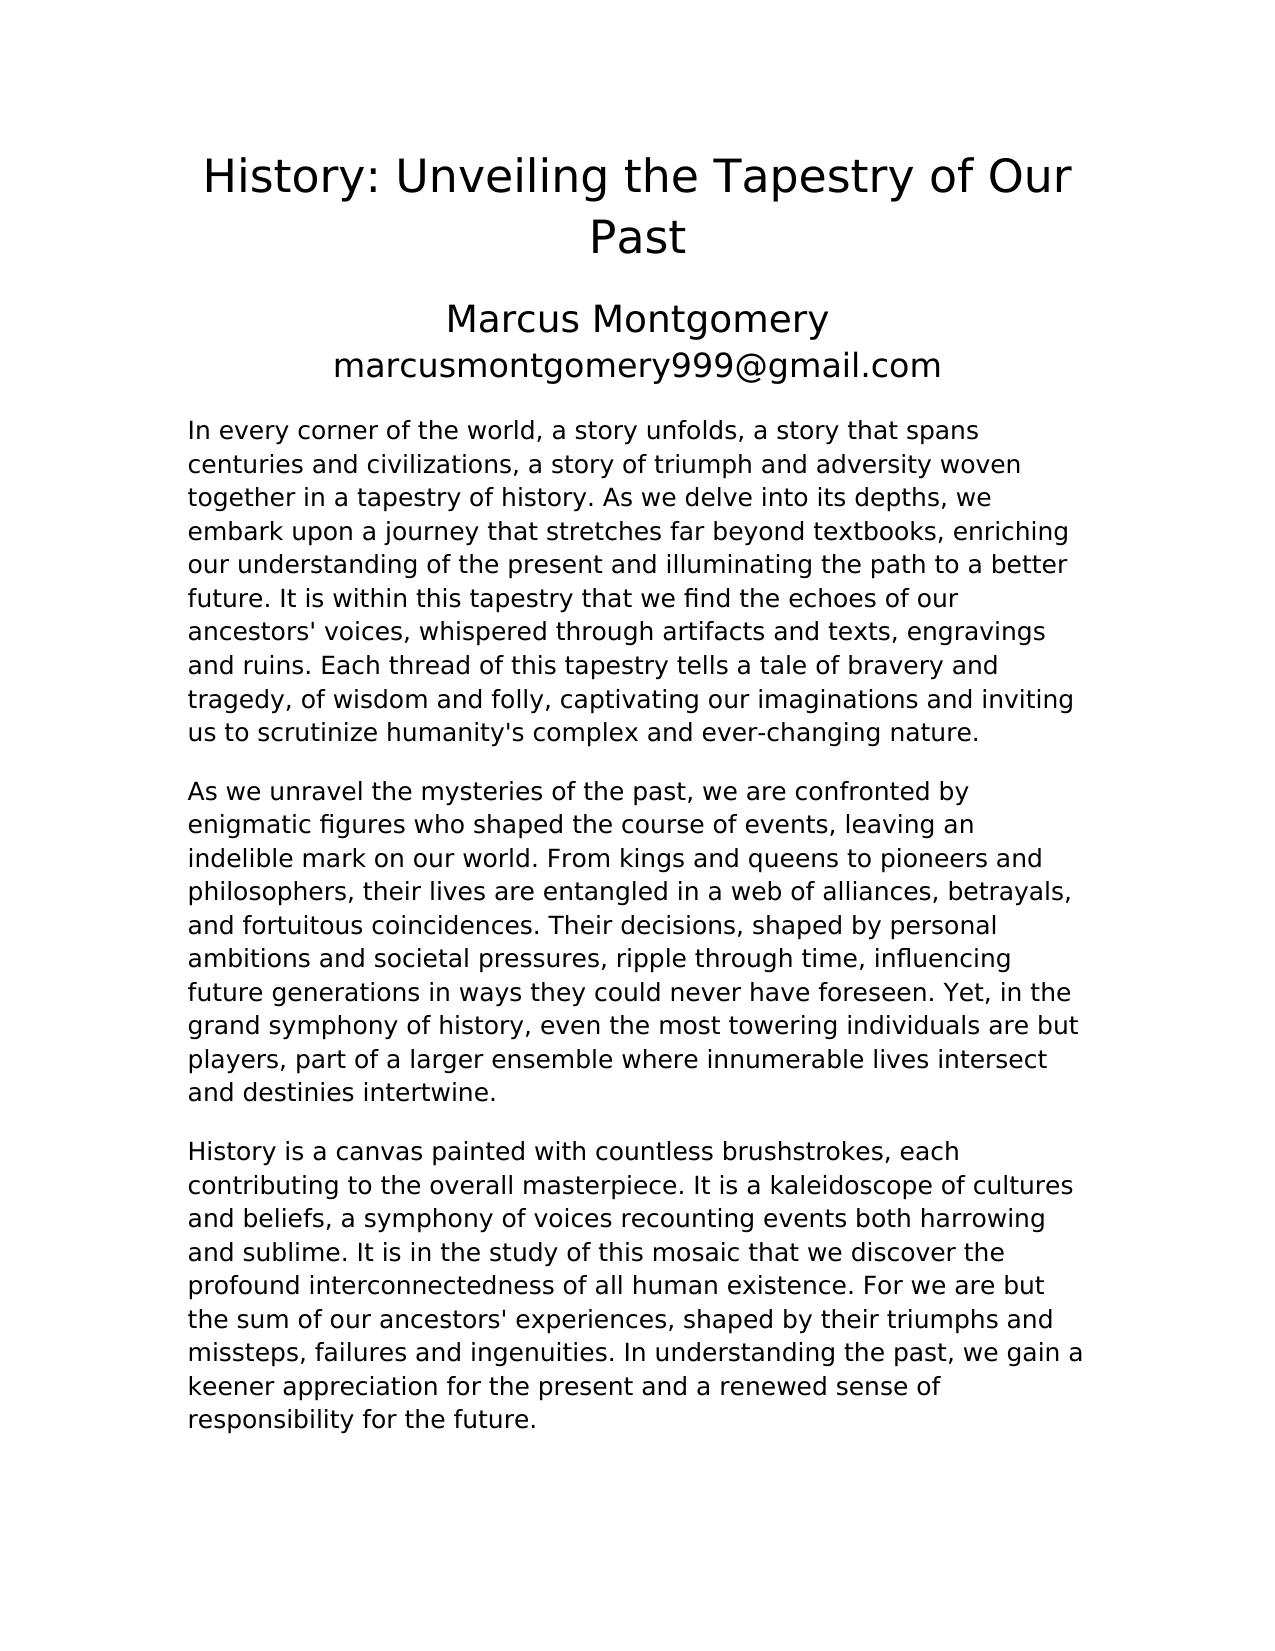 History: Unveiling the Tapestry of Our
Past
Marcus Montgomery
marcusmontgomery999@gmail.com
In every corner of the world, a story unfolds, a story that spans
centuries and civilizations, a story of triumph and adversity woven
together in a tapestry of history. As we delve into its depths, we
embark upon a journey that stretches far beyond textbooks, enriching
our understanding of the present and illuminating the path to a better
future. It is within this tapestry that we find the echoes of our
ancestors' voices, whispered through artifacts and texts, engravings
and ruins. Each thread of this tapestry tells a tale of bravery and
tragedy, of wisdom and folly, captivating our imaginations and inviting
us to scrutinize humanity's complex and ever-changing nature.
As we unravel the mysteries of the past, we are confronted by
enigmatic figures who shaped the course of events, leaving an
indelible mark on our world. From kings and queens to pioneers and
philosophers, their lives are entangled in a web of alliances, betrayals,
and fortuitous coincidences. Their decisions, shaped by personal
ambitions and societal pressures, ripple through time, influencing
future generations in ways they could never have foreseen. Yet, in the
grand symphony of history, even the most towering individuals are but
players, part of a larger ensemble where innumerable lives intersect
and destinies intertwine.
History is a canvas painted with countless brushstrokes, each
contributing to the overall masterpiece. It is a kaleidoscope of cultures
and beliefs, a symphony of voices recounting events both harrowing
and sublime. It is in the study of this mosaic that we discover the
profound interconnectedness of all human existence. For we are but
the sum of our ancestors' experiences, shaped by their triumphs and
missteps, failures and ingenuities. In understanding the past, we gain a
keener appreciation for the present and a renewed sense of
responsibility for the future.